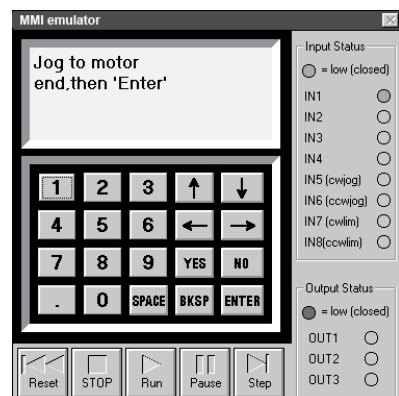 MMI emulator
Jog to motor
end,then 'Enter'
1 2 3
4 5 6
7 8 9 YES NO
. 0 SPACE BKSP ENTER
Reset STOP Run Pause Step
Input Status
= low (closed)
IN1
IN2
IN3
IN4
IN5 (cwjog)
IN6 (ccwjog)
IN7 (cwlim)
IN8(ccwlim)
Output Status
= low (closed)
OUT1
OUT2
OUT3